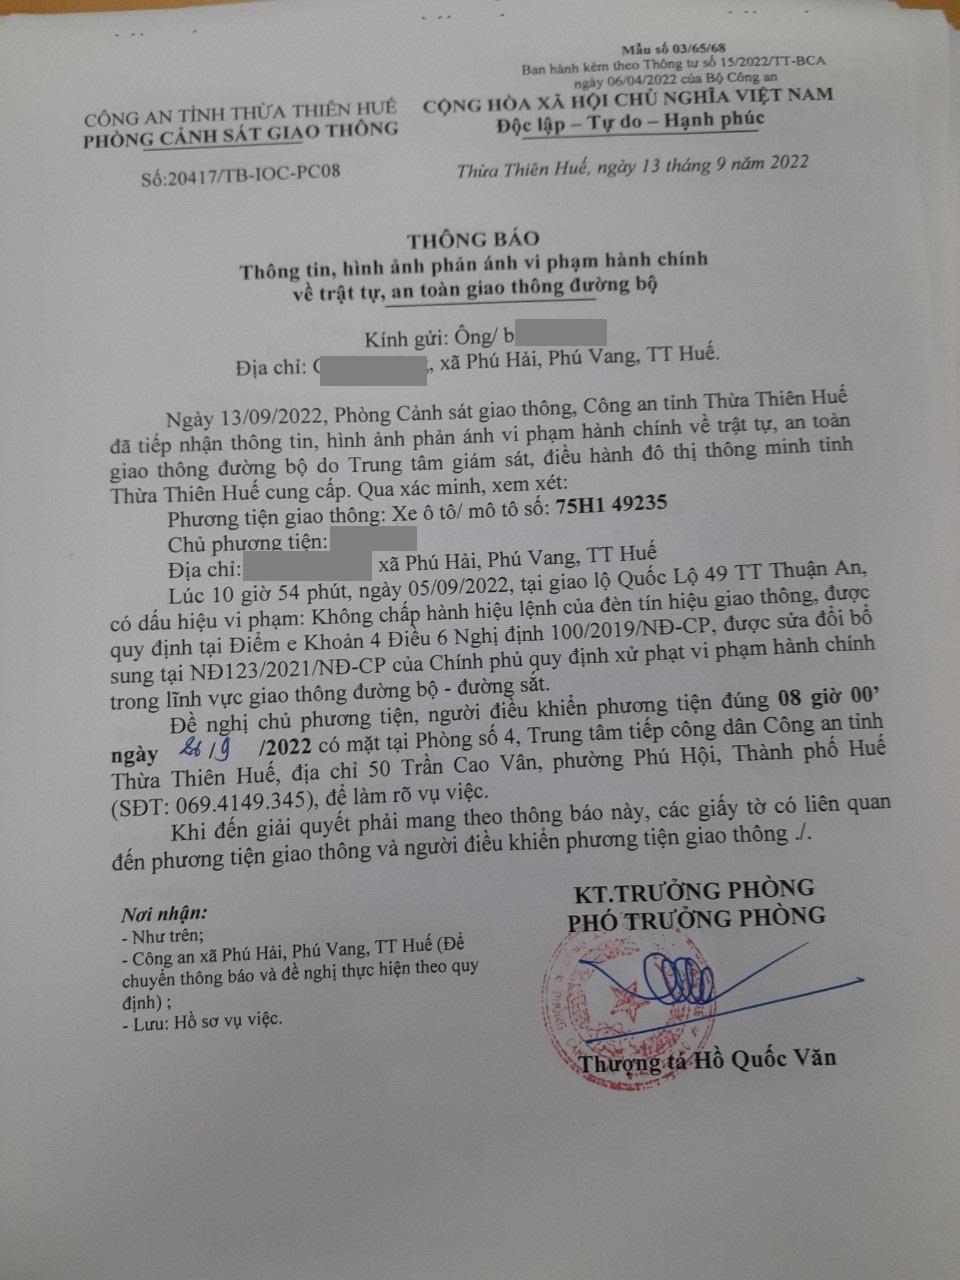 Mẫu số 03/65/68
Ban hành kèm theo Thông tư số 15/2022/TT-BCA
ngày 06/04/2022 của Bộ Công an
CÔNG AN TỈNH THỪA THIÊN HUẾ
PHÒNG CẢNH SÁT GIAO THÔNG
CỘNG HÒA XÃ HỘI CHỦ NGHĨA VIỆT NAM
Độc lập – Tự do – Hạnh phúc
Số:20417/TB-IOC-PC08
Thừa Thiên Huế, ngày 13 tháng 9 năm 2022
THÔNG BÁO
Thông tin, hình ảnh phản ánh vi phạm hành chính
về trật tự, an toàn giao thông đường bộ
Kính gửi: Ông/ b
Địa chỉ: , xã Phú Hải, Phú Vang, TT Huế.
Ngày 13/09/2022, Phòng Cảnh sát giao thông, Công an tỉnh Thừa Thiên Huế
đã tiếp nhận thông tin, hình ảnh phản ánh vi phạm hành chính về trật tự, an toàn
giao thông đường bộ do Trung tâm giám sát, điều hành đô thị thông minh tỉnh
Thừa Thiên Huế cung cấp. Qua xác minh, xem xét:
Phương tiện giao thông: Xe ô tô/ mô tô số: 75H1 49235
Chủ phương tiện:
Địa chỉ: xã Phú Hải, Phú Vang, TT Huế
Lúc 10 giờ 54 phút, ngày 05/09/2022, tại giao lộ Quốc Lộ 49 TT Thuận An,
có dấu hiệu vi phạm: Không chấp hành hiệu lệnh của đèn tín hiệu giao thông, được
quy định tại Điểm e Khoản 4 Điều 6 Nghị định 100/2019/NĐ-CP, được sửa đổi bổ
sung tại NĐ123/2021/NĐ-CP của Chính phủ quy định xử phạt vi phạm hành chính
trong lĩnh vực giao thông đường bộ - đường sắt.
Đề nghị chủ phương tiện, người điều khiển phương tiện đúng 08 giờ 00’
ngày /9 /2022 có mặt tại Phòng số 4, Trung tâm tiếp công dân Công an tỉnh
Thừa Thiên Huế, địa chỉ 50 Trần Cao Vân, phường Phú Hội, Thành phố Huế
(SĐT: 069.4149.345), để làm rõ vụ việc.
Khi đến giải quyết phải mang theo thông báo này, các giấy tờ có liên quan
đến phương tiện giao thông và người điều khiển phương tiện giao thông ./.
Nơi nhận:
- Như trên;
- Công an xã Phú Hải, Phú Vang, TT Huế (Để
chuyển thông báo và đề nghị thực hiện theo quy
định) ;
- Lưu: Hồ sơ vụ việc.
KT.TRƯỞNG PHÒNG
PHÓ TRƯỞNG PHÒNG
Thượng tá Hồ Quốc Văn